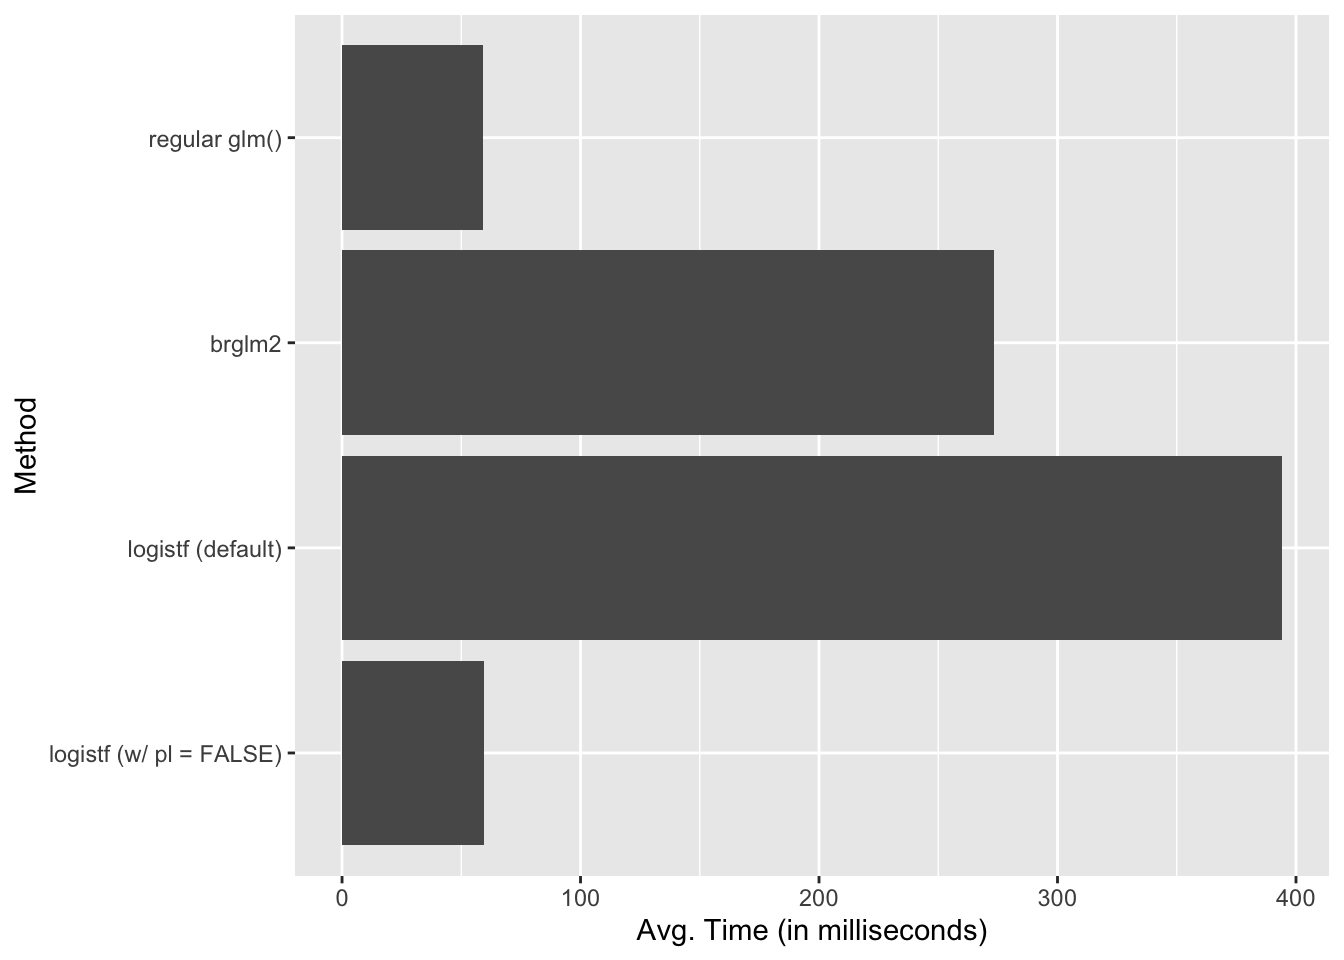 regular glm()
brglm2
logistf (default)
logistf (w/ pl = FALSE)
Method
0 100 200 300 400
Avg. Time (in milliseconds)